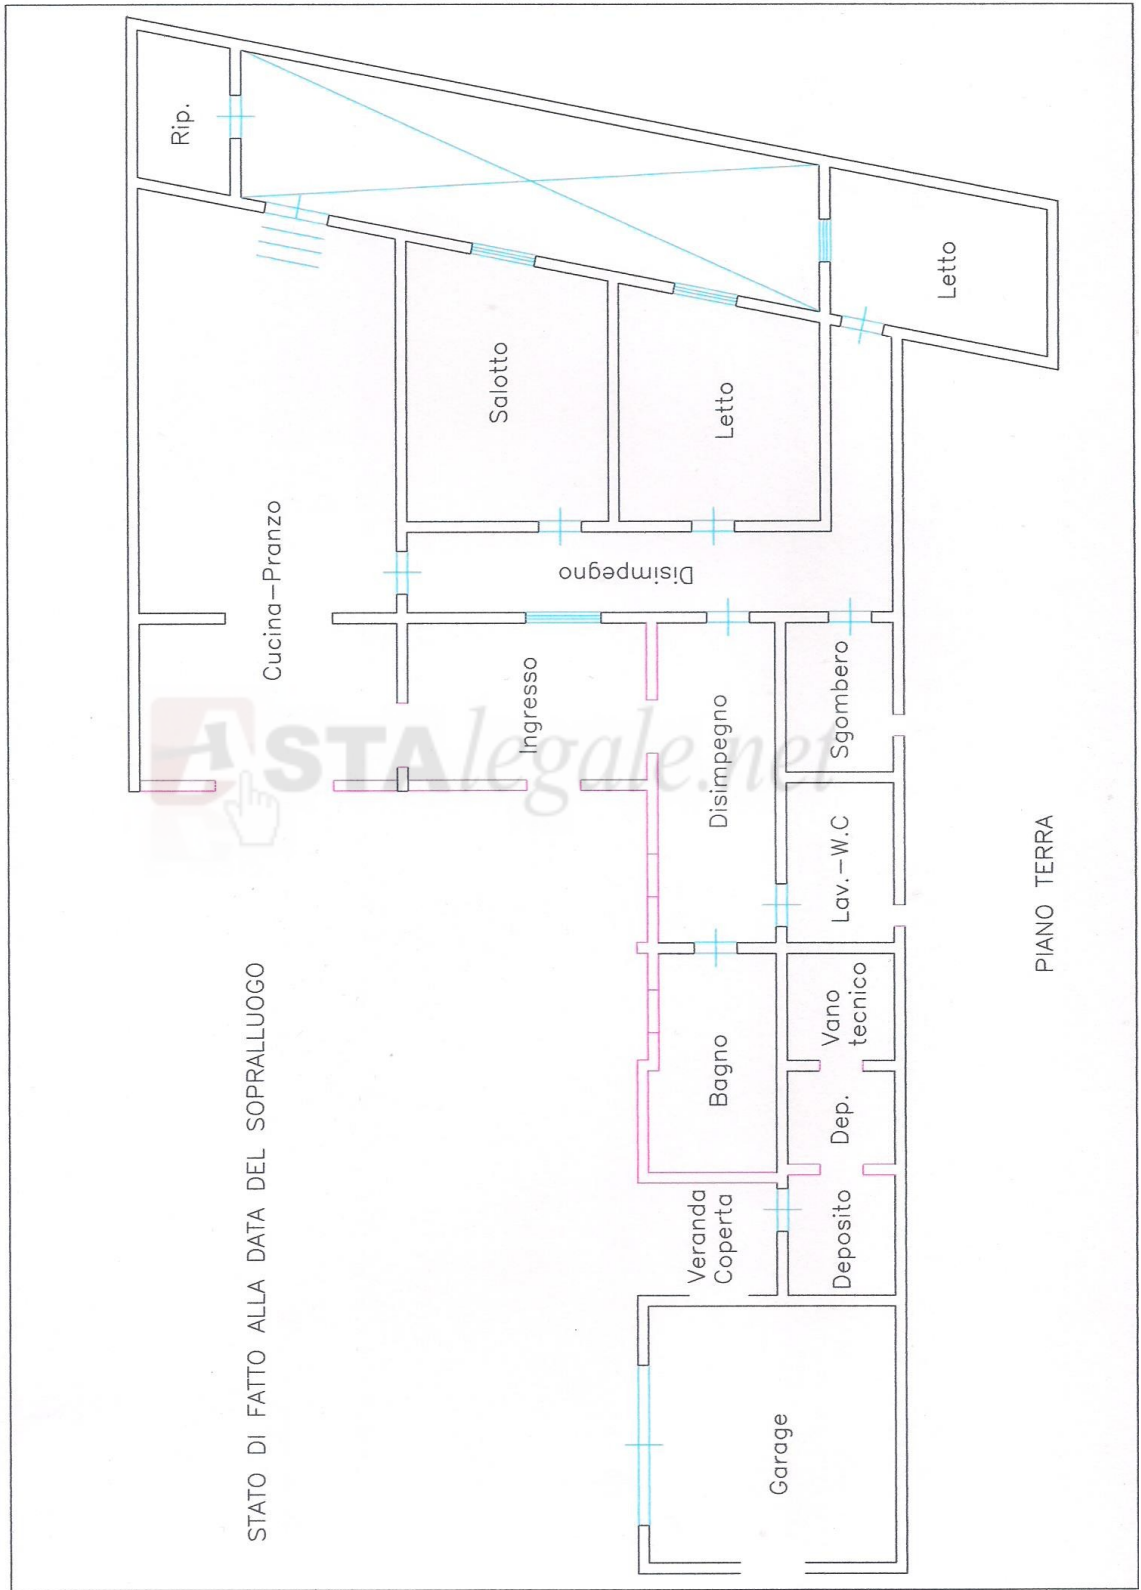 STATO DI FATTO ALLA DATA DEL SOPRALLUOGO
Rip.
Cucina-Pranzo
Salotto
Letto
Letto
Disimpegno
Ingresso
Disimpegno
Sgombero
Lav.-W.C
Bagno
Vano
tecnico
Dep.
Deposito
Veranda
Coperta
Garage
PIANO TERRA
ASTAlegale.net